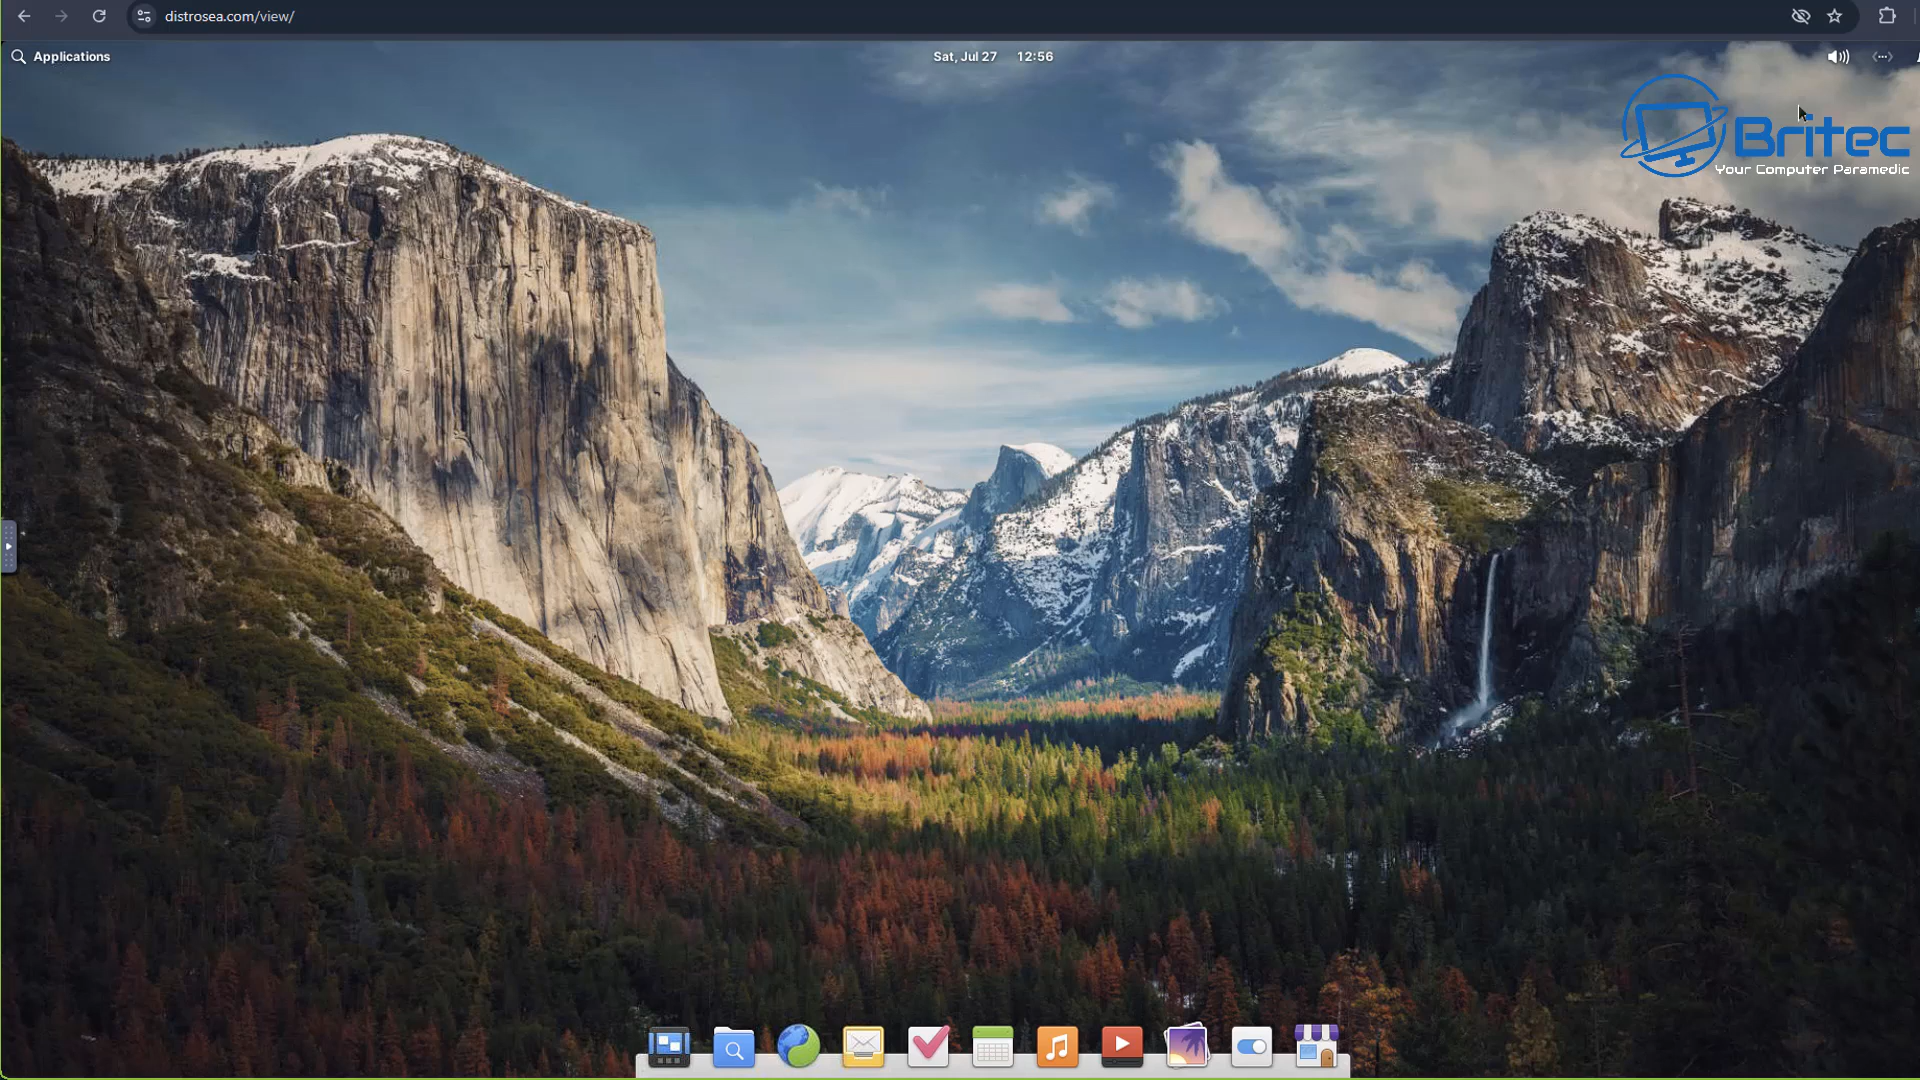 distrosea.com/view/
Applications
Sat, Jul 27 12:56
Britec
Your Computer Paramedic